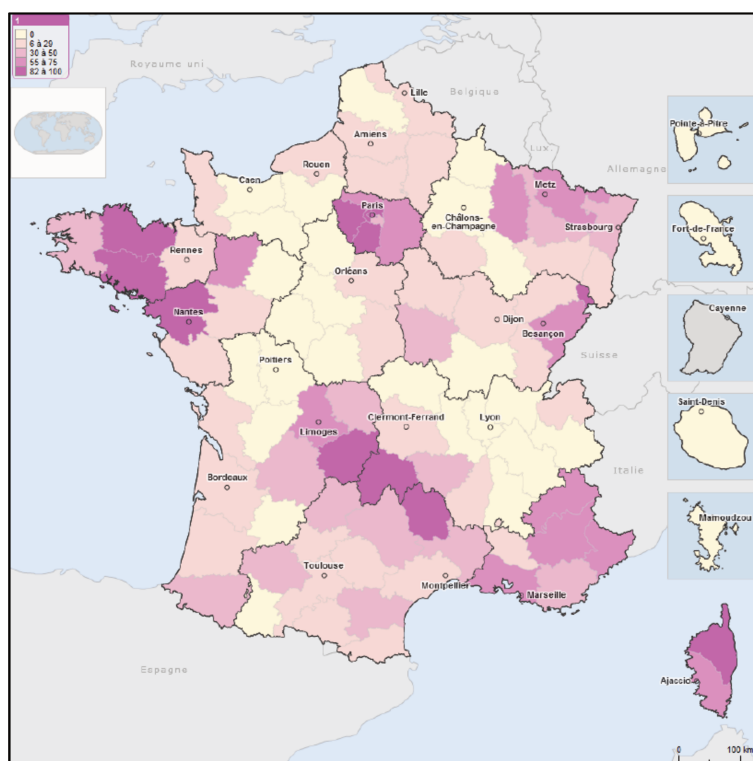 1
0
6 à 29
30 à 50
55 à 75
82 à 100
Royaume uni
Belgique
Lille
Amiens
Lux.
Allemagne
Rouen
Caen
Metz
Paris
Châlons-
en-Champagne
Strasbourg
Rennes
Orléans
Nantes
Dijon
Besançon
Suisse
Poitiers
Clermont-Ferrand
Lyon
Limoges
Italie
Bordeaux
Toulouse
Montpellier
Marseille
Espagne
Ajaccio
Pointe-à-Pitre
Fort-de-France
Cayenne
Saint-Denis
Mamoudzou
0
100 km